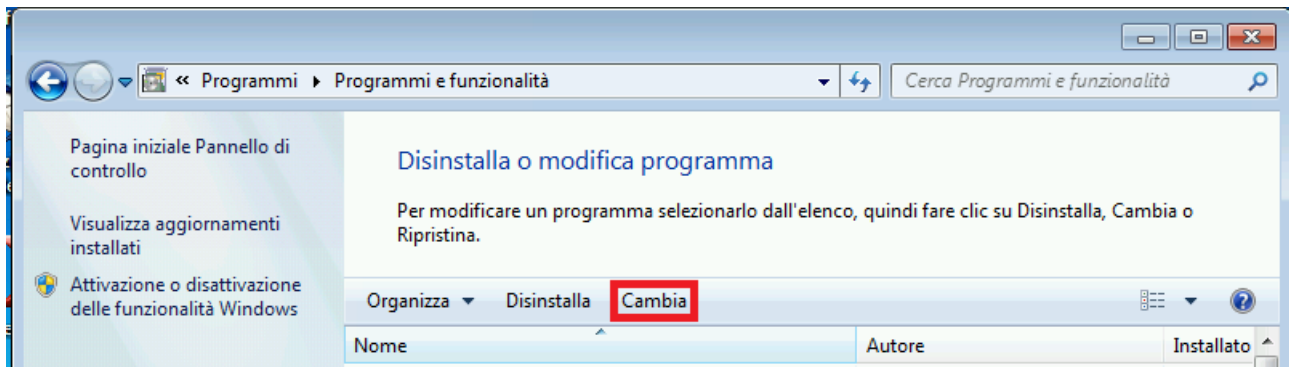 « Programmi ▸ Programmi e funzionalità
Cerca Programmi e funzionalità
Pagina iniziale Pannello di
controllo
Visualizza aggiornamenti
installati
Attivazione o disattivazione
delle funzionalità Windows
Disinstalla o modifica programma
Per modificare un programma selezionarlo dall'elenco, quindi fare clic su Disinstalla, Cambia o
Ripristina.
Organizza Disinstalla Cambia
Nome Autore Installato